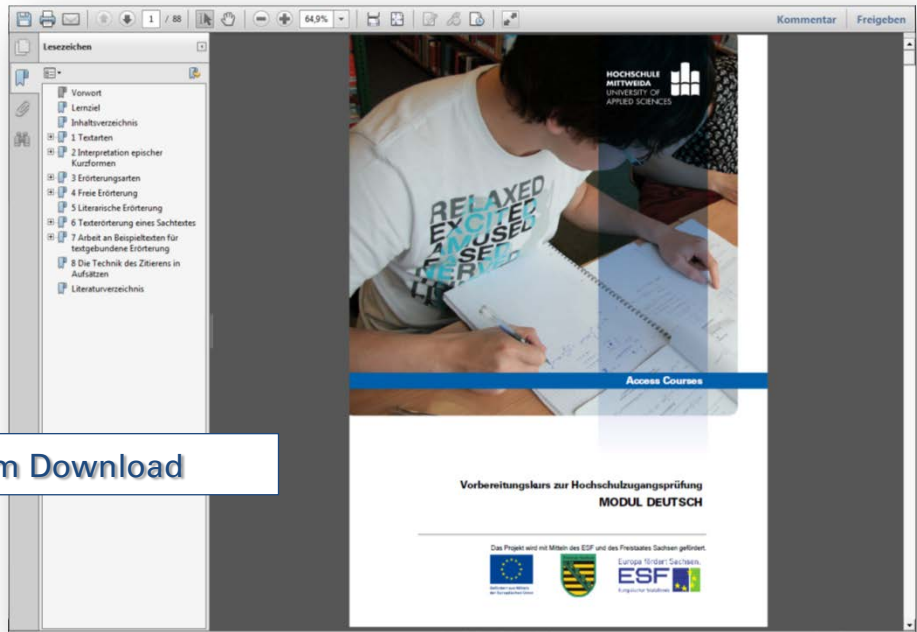 1 / 88
64,9%
Kommentar
Freigeben
Lesezeichen
Vorwort
Lernziel
Inhaltsverzeichnis
1 Textarten
2 Interpretation epischer
Kurzformen
3 Erörterungsarten
4 Freie Erörterung
5 Literarische Erörterung
6 Texterörterung eines Sachtextes
7 Arbeit an Beispieltexten für
textgebundene Erörterung
8 Die Technik des Zitierens in
Aufsätzen
Literaturverzeichnis
m Download
HOCHSCHULE
MITTWEIDA
UNIVERSITY OF
APPLIED SCIENCES
RELAXED
EXCITED
AMUSED
Access Courses
Vorbereitungskurs zur Hochschulzugangsprüfung
MODUL DEUTSCH
Das Projekt wird mit Mitteln des ESF und des Freistaates Sachsen gefördert.
Europa fördert Sachsen.
ESF
Europäischer Sozialfonds